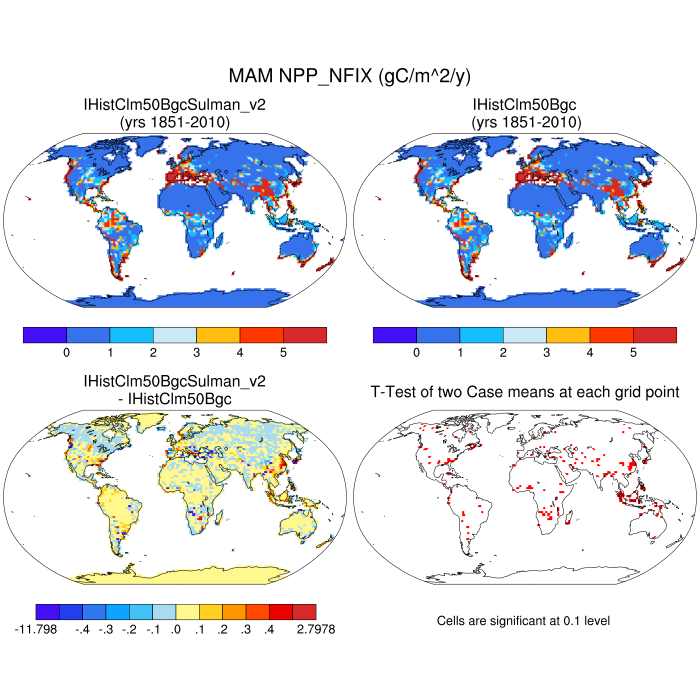 MAM NPP_NFIX (gC/m^2/y)
IHistClm50BgcSulman_v2
(yrs 1851-2010)
IHistClm50Bgc
(yrs 1851-2010)
0 1 2 3 4 5
0 1 2 3 4 5
IHistClm50BgcSulman_v2
- IHistClm50Bgc
T-Test of two Case means at each grid point
-11.798 -.4 -.3 -.2 -.1 .0 .1 .2 .3 .4 2.7978
Cells are significant at 0.1 level